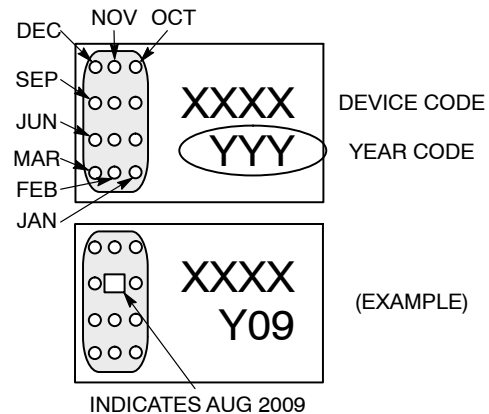 DEC NOV OCT
SEP
JUN
MAR
FEB
JAN
XXXX DEVICE CODE
YYY YEAR CODE
XXXX
Y09
(EXAMPLE)
INDICATES AUG 2009